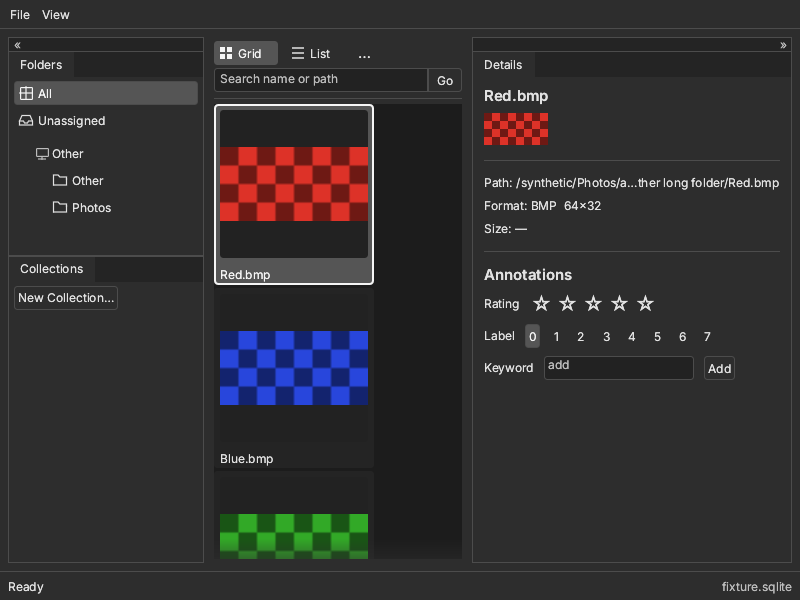 File View
«
Folders
All
Unassigned
Other
Other
Photos
Collections
New Collection...
Grid List ...
Search name or path Go
Red.bmp
Blue.bmp
»
Details
Red.bmp
Path: /synthetic/Photos/a...ther long folder/Red.bmp
Format: BMP 64×32
Size: —
Annotations
Rating ☆ ☆ ☆ ☆ ☆
Label 0 1 2 3 4 5 6 7
Keyword add Add
Ready fixture.sqlite